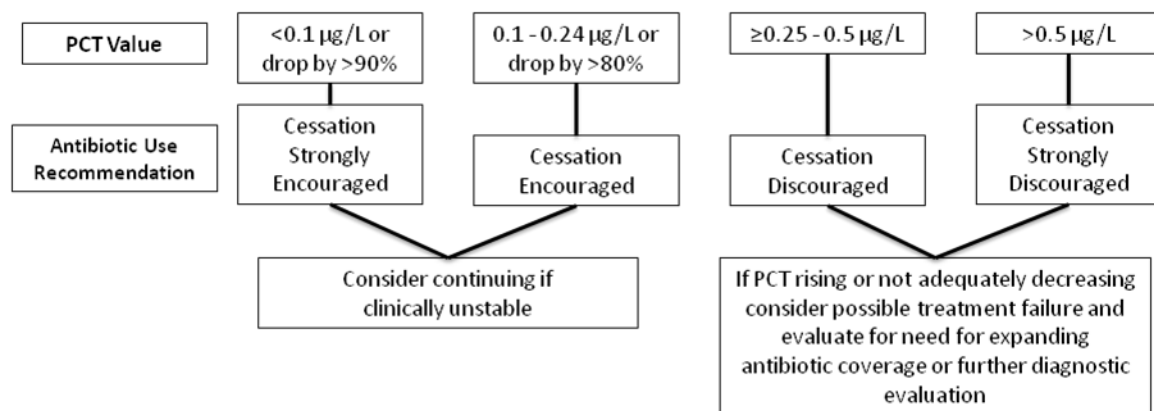 PCT Value
<0.1 µg/L or
drop by >90%
0.1 - 0.24 µg/L or
drop by >80%
≥0.25 - 0.5 µg/L
>0.5 µg/L
Antibiotic Use
Recommendation
Cessation
Strongly
Encouraged
Cessation
Encouraged
Cessation
Discouraged
Cessation
Strongly
Discouraged
Consider continuing if
clinically unstable
If PCT rising or not adequately decreasing
consider possible treatment failure and
evaluate for need for expanding
antibiotic coverage or further diagnostic
evaluation